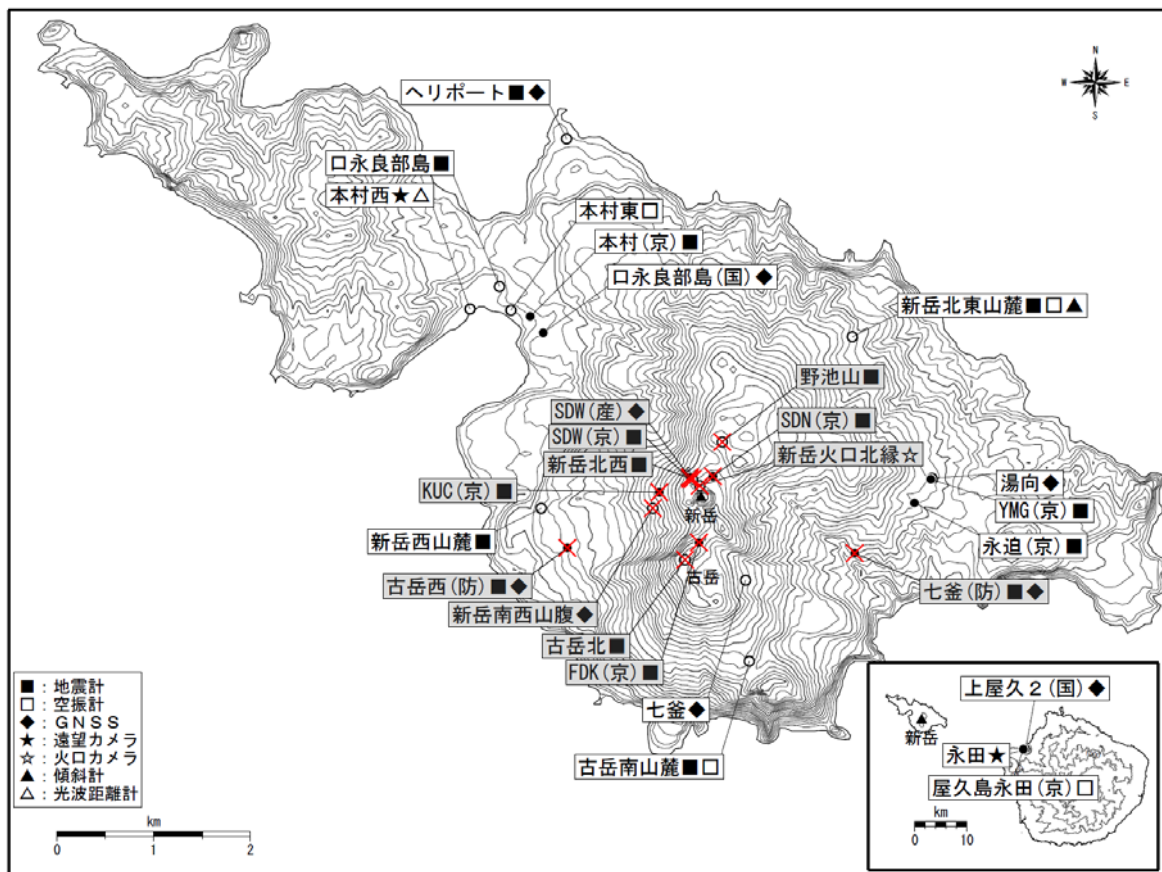 N
W E
S
ヘリポート■◆
口永良部島■
本村西★△
本村東□
本村(京)■
口永良部島(国)◆
新岳北東山麓■□▲
野池山■
SDW(産)◆
SDN(京)■
SDW(京)■
新岳火口北縁☆
新岳北西■
KUC(京)■
湯向◆
新岳
YMG(京)■
新岳西山麓■
永迫(京)■
古岳
古岳西(防)■◆
七釜(防)■◆
新岳南西山腹◆
古岳北■
FDK(京)■
七釜◆
古岳南山麓■□
■：地震計
□：空振計
◆：ＧＮＳＳ
★：遠望カメラ
☆：火口カメラ
▲：傾斜計
△：光波距離計
km
0 1 2
上屋久２(国)◆
新岳
永田★
屋久島永田(京)□
km
0 10